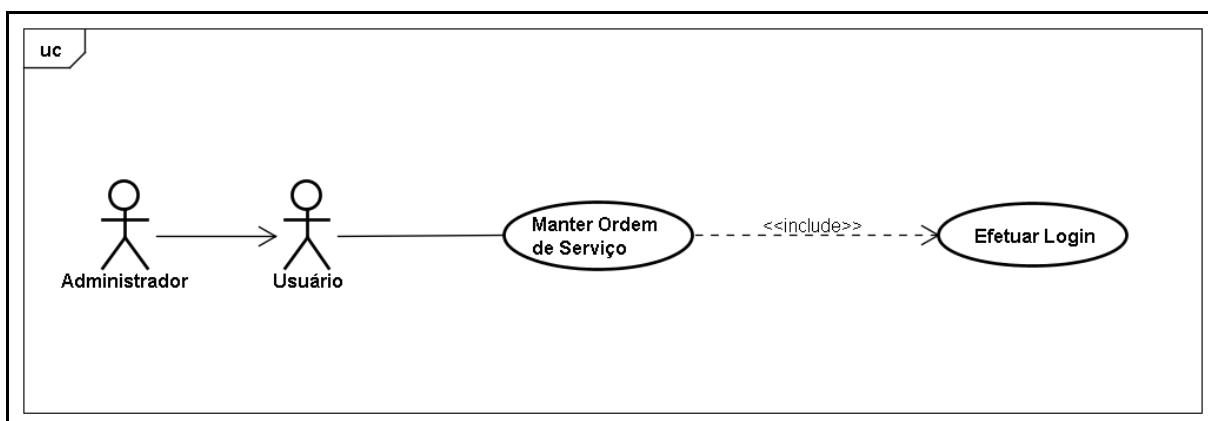 uc
Manter Ordem
de Serviço
<<include>>
Efetuar Login
Administrador
Usuário